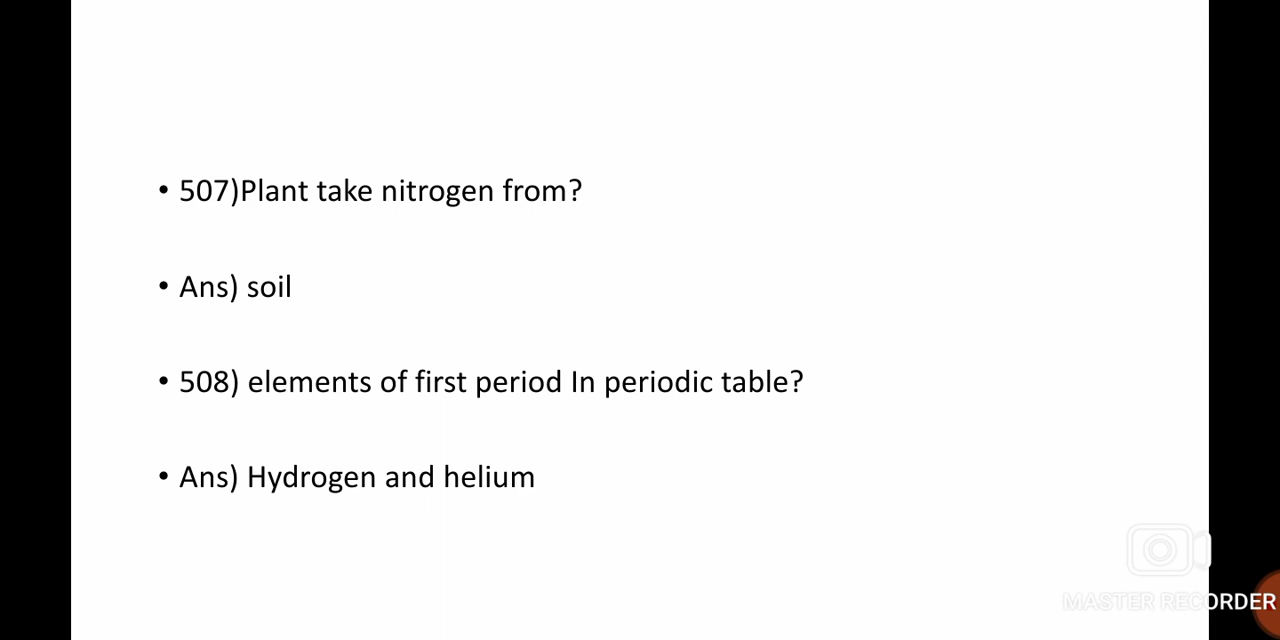 • 507)Plant take nitrogen from?
• Ans) soil
• 508) elements of first period In periodic table?
• Ans) Hydrogen and helium
MASTER RECORDER